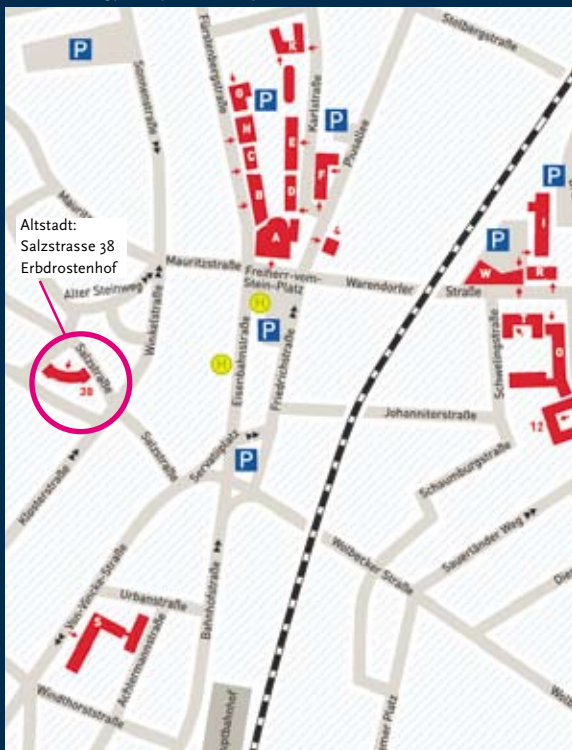 Stolbergstraße
K
P
Fürstenbergstraße
Sonnenstraße
Karlstraße
G
P
P
Piusallee
H
E
C
F
P
B
D
I
Altstadt:
Salzstrasse 38
Erbdrostenhof
A
L
P
W
R
Mauritzstraße
Freiherr-vom-
Stein-Platz
Warendorfer
Straße
Alter Steinweg
Winkelstraße
H
P
Eisenbahnstraße
Friedrichstraße
Schwelingstraße
Salzstraße
38
H
Johanniterstraße
12
Salzstraße
Servatiiplatz
P
Klosterstraße
Schaumburgstraße
Sauerländer Weg
Wolbecker Straße
Von-Vincke-Straße
Urbanstraße
Bahnhofstraße
S
Achtermannstraße
Windthorststraße